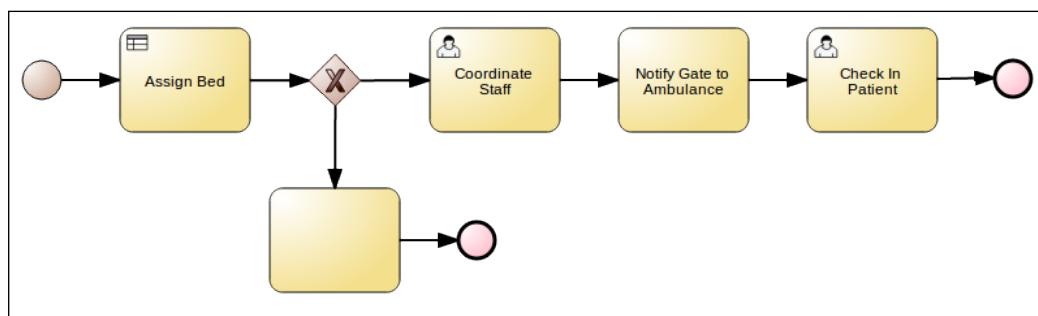 Assign Bed
Coordinate
Staff
Notify Gate to
Ambulance
Check In
Patient